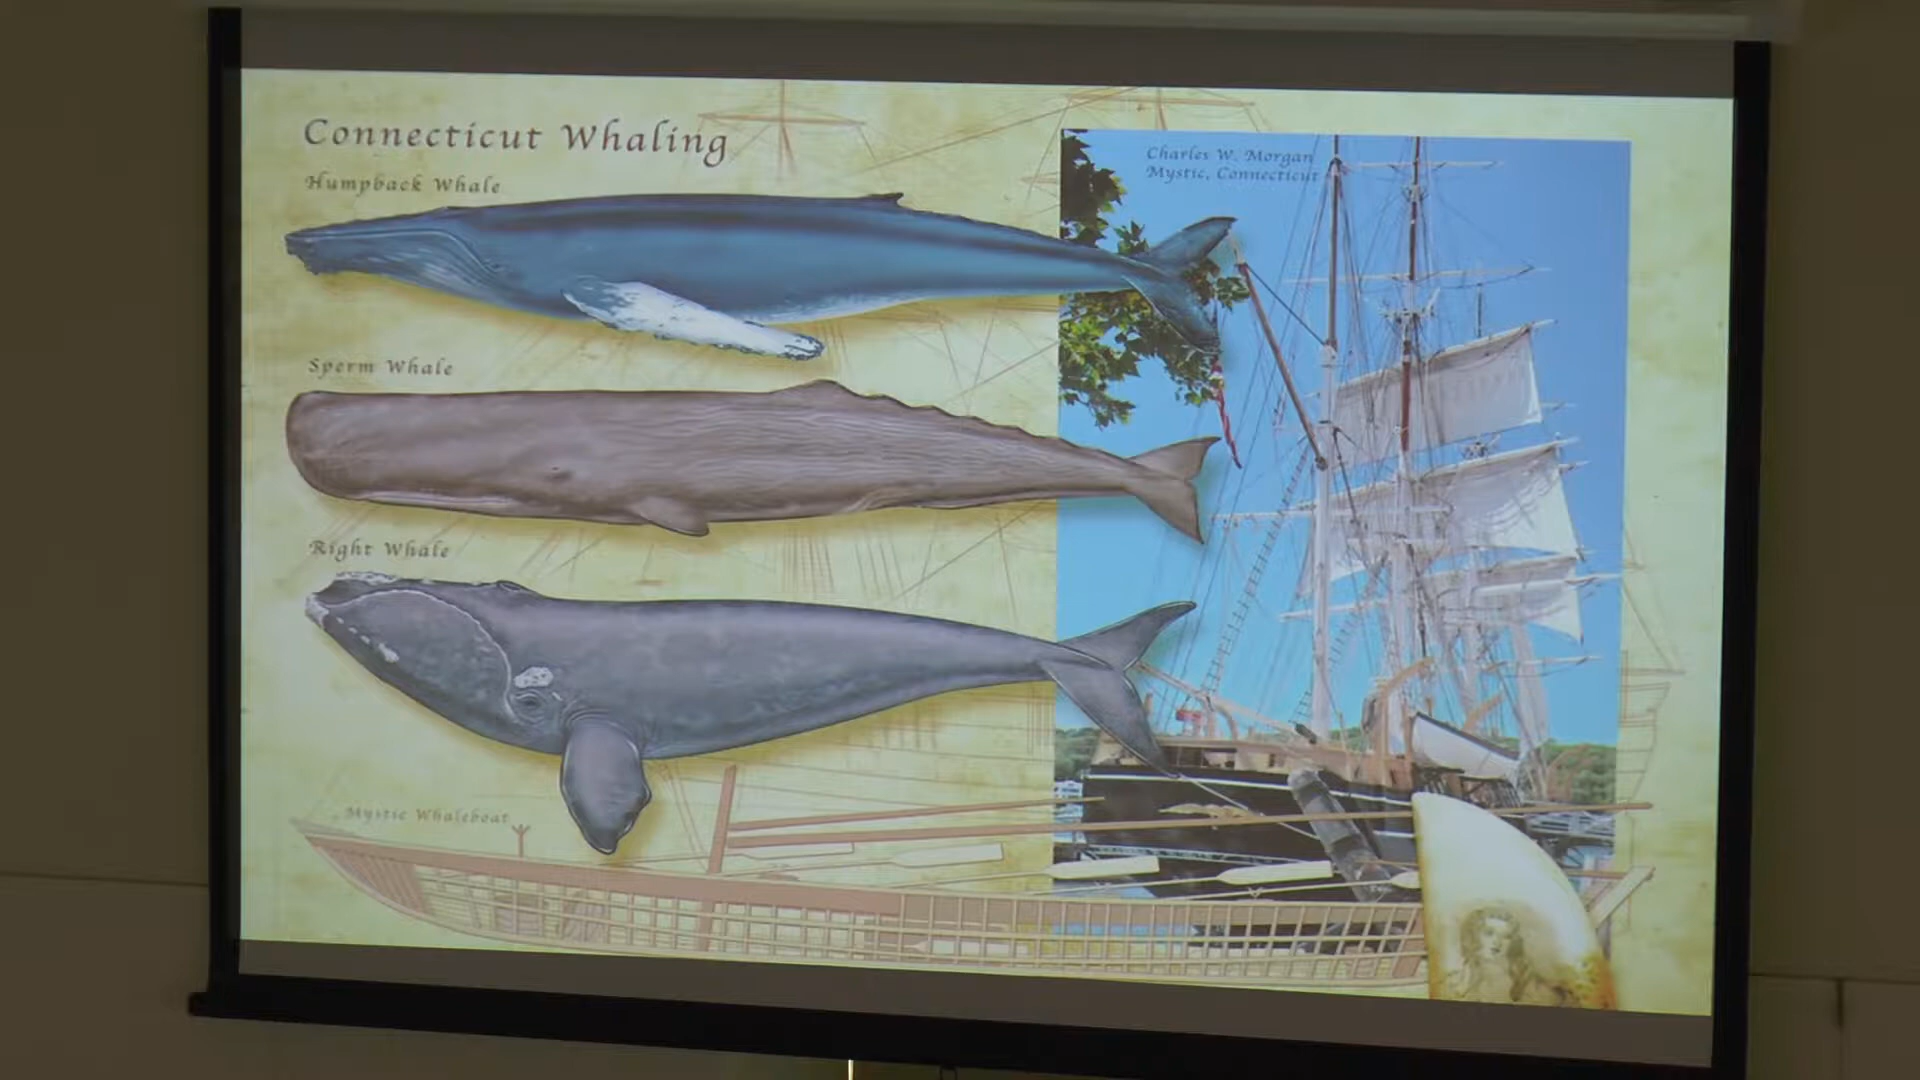 Connecticut Whaling
Humpback Whale
Charles W. Morgan
Mystic, Connecticut
Sperm Whale
Right Whale
Mystic Whaleboat